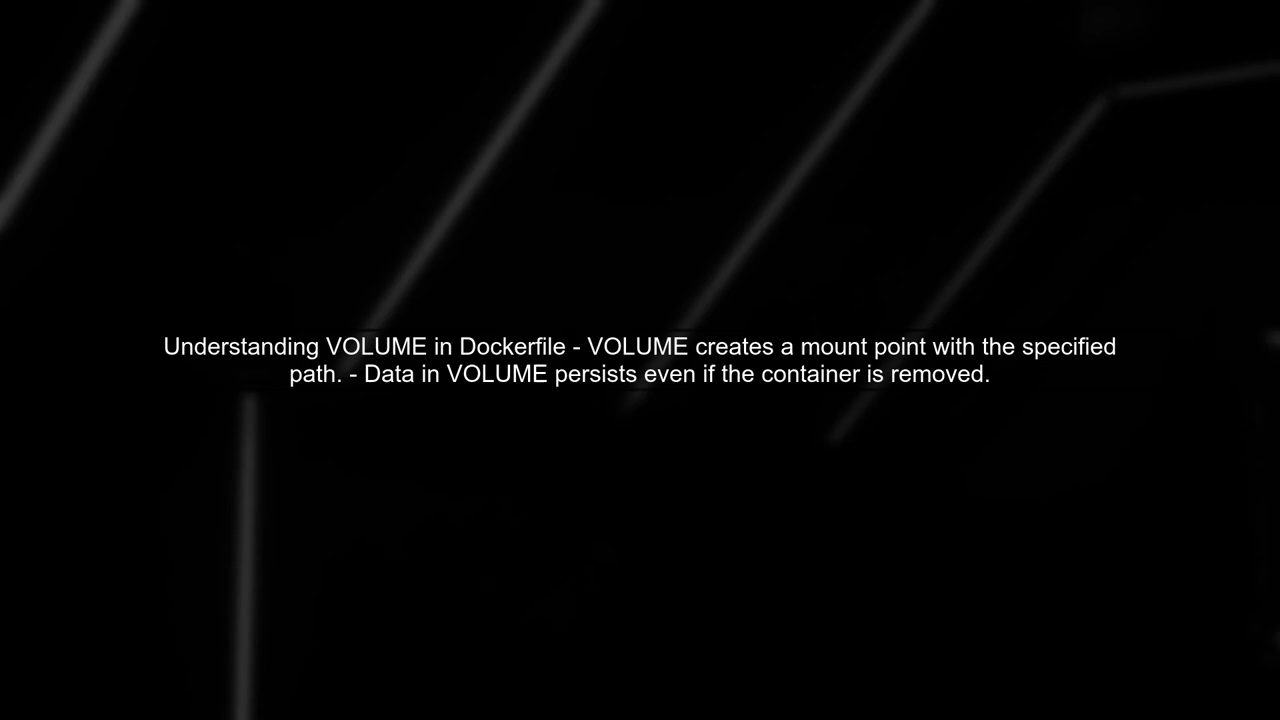 Understanding VOLUME in Dockerfile - VOLUME creates a mount point with the specified
path. - Data in VOLUME persists even if the container is removed.